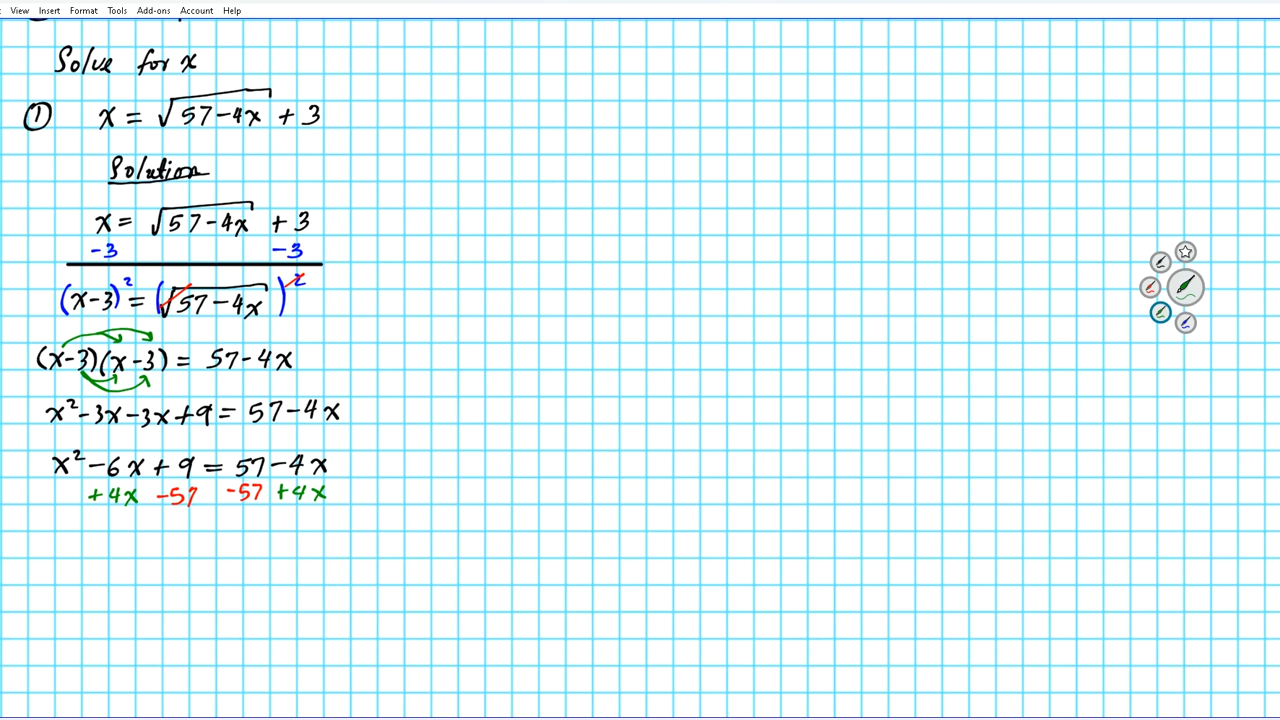 View Insert Format Tools Add-ons Account Help
Solve for x
① x = √57-4x + 3
Solution
x = √57-4x + 3
-3 -3
(x-3)² = (√57-4x)²
(x-3)(x-3) = 57-4x
x²-3x-3x+9 = 57-4x
x²-6x+9 = 57-4x
+4x -57 -57 +4x